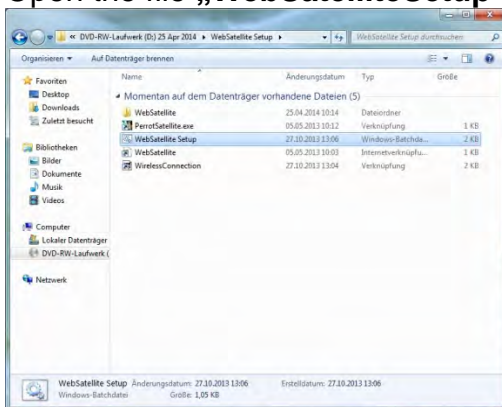 Open the file „WebSatelliteSetup
« DVD-RW-Laufwerk (D:) 25 Apr 2014 ▸ WebSatellite Setup ▸
WebSatellite Setup durchsuchen
Organisieren ▾ Auf Datenträger brennen
Name Änderungsdatum Typ Größe
Momentan auf dem Datenträger vorhandene Dateien (5)
WebSatellite 25.04.2014 10:14 Dateiordner
PerrotSatellite.exe 05.05.2013 10:12 Verknüpfung 1 KB
WebSatellite Setup 27.10.2013 13:06 Windows-Batchda... 2 KB
WebSatellite 05.05.2013 10:03 Internetverknüpfu... 1 KB
WirelessConnection 27.10.2013 13:04 Verknüpfung 2 KB
Favoriten
Desktop
Downloads
Zuletzt besucht
Bibliotheken
Bilder
Dokumente
Musik
Videos
Computer
Lokaler Datenträger
DVD-RW-Laufwerk (
Netzwerk
WebSatellite Setup Änderungsdatum: 27.10.2013 13:06 Erstelldatum: 27.10.2013 13:06
Windows-Batchdatei Größe: 1,05 KB